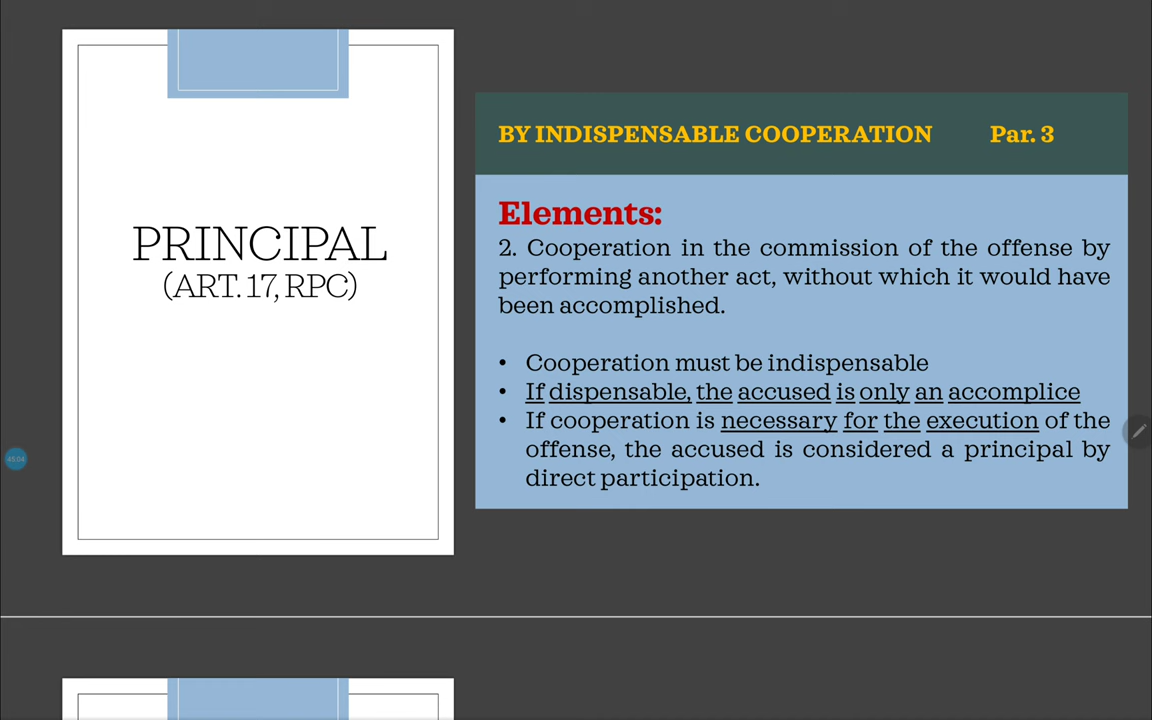 PRINCIPAL
(ART. 17, RPC)
BY INDISPENSABLE COOPERATION Par. 3
Elements:
2. Cooperation in the commission of the offense by
performing another act, without which it would have
been accomplished.
• Cooperation must be indispensable
• If dispensable, the accused is only an accomplice
• If cooperation is necessary for the execution of the
offense, the accused is considered a principal by
direct participation.
45:04